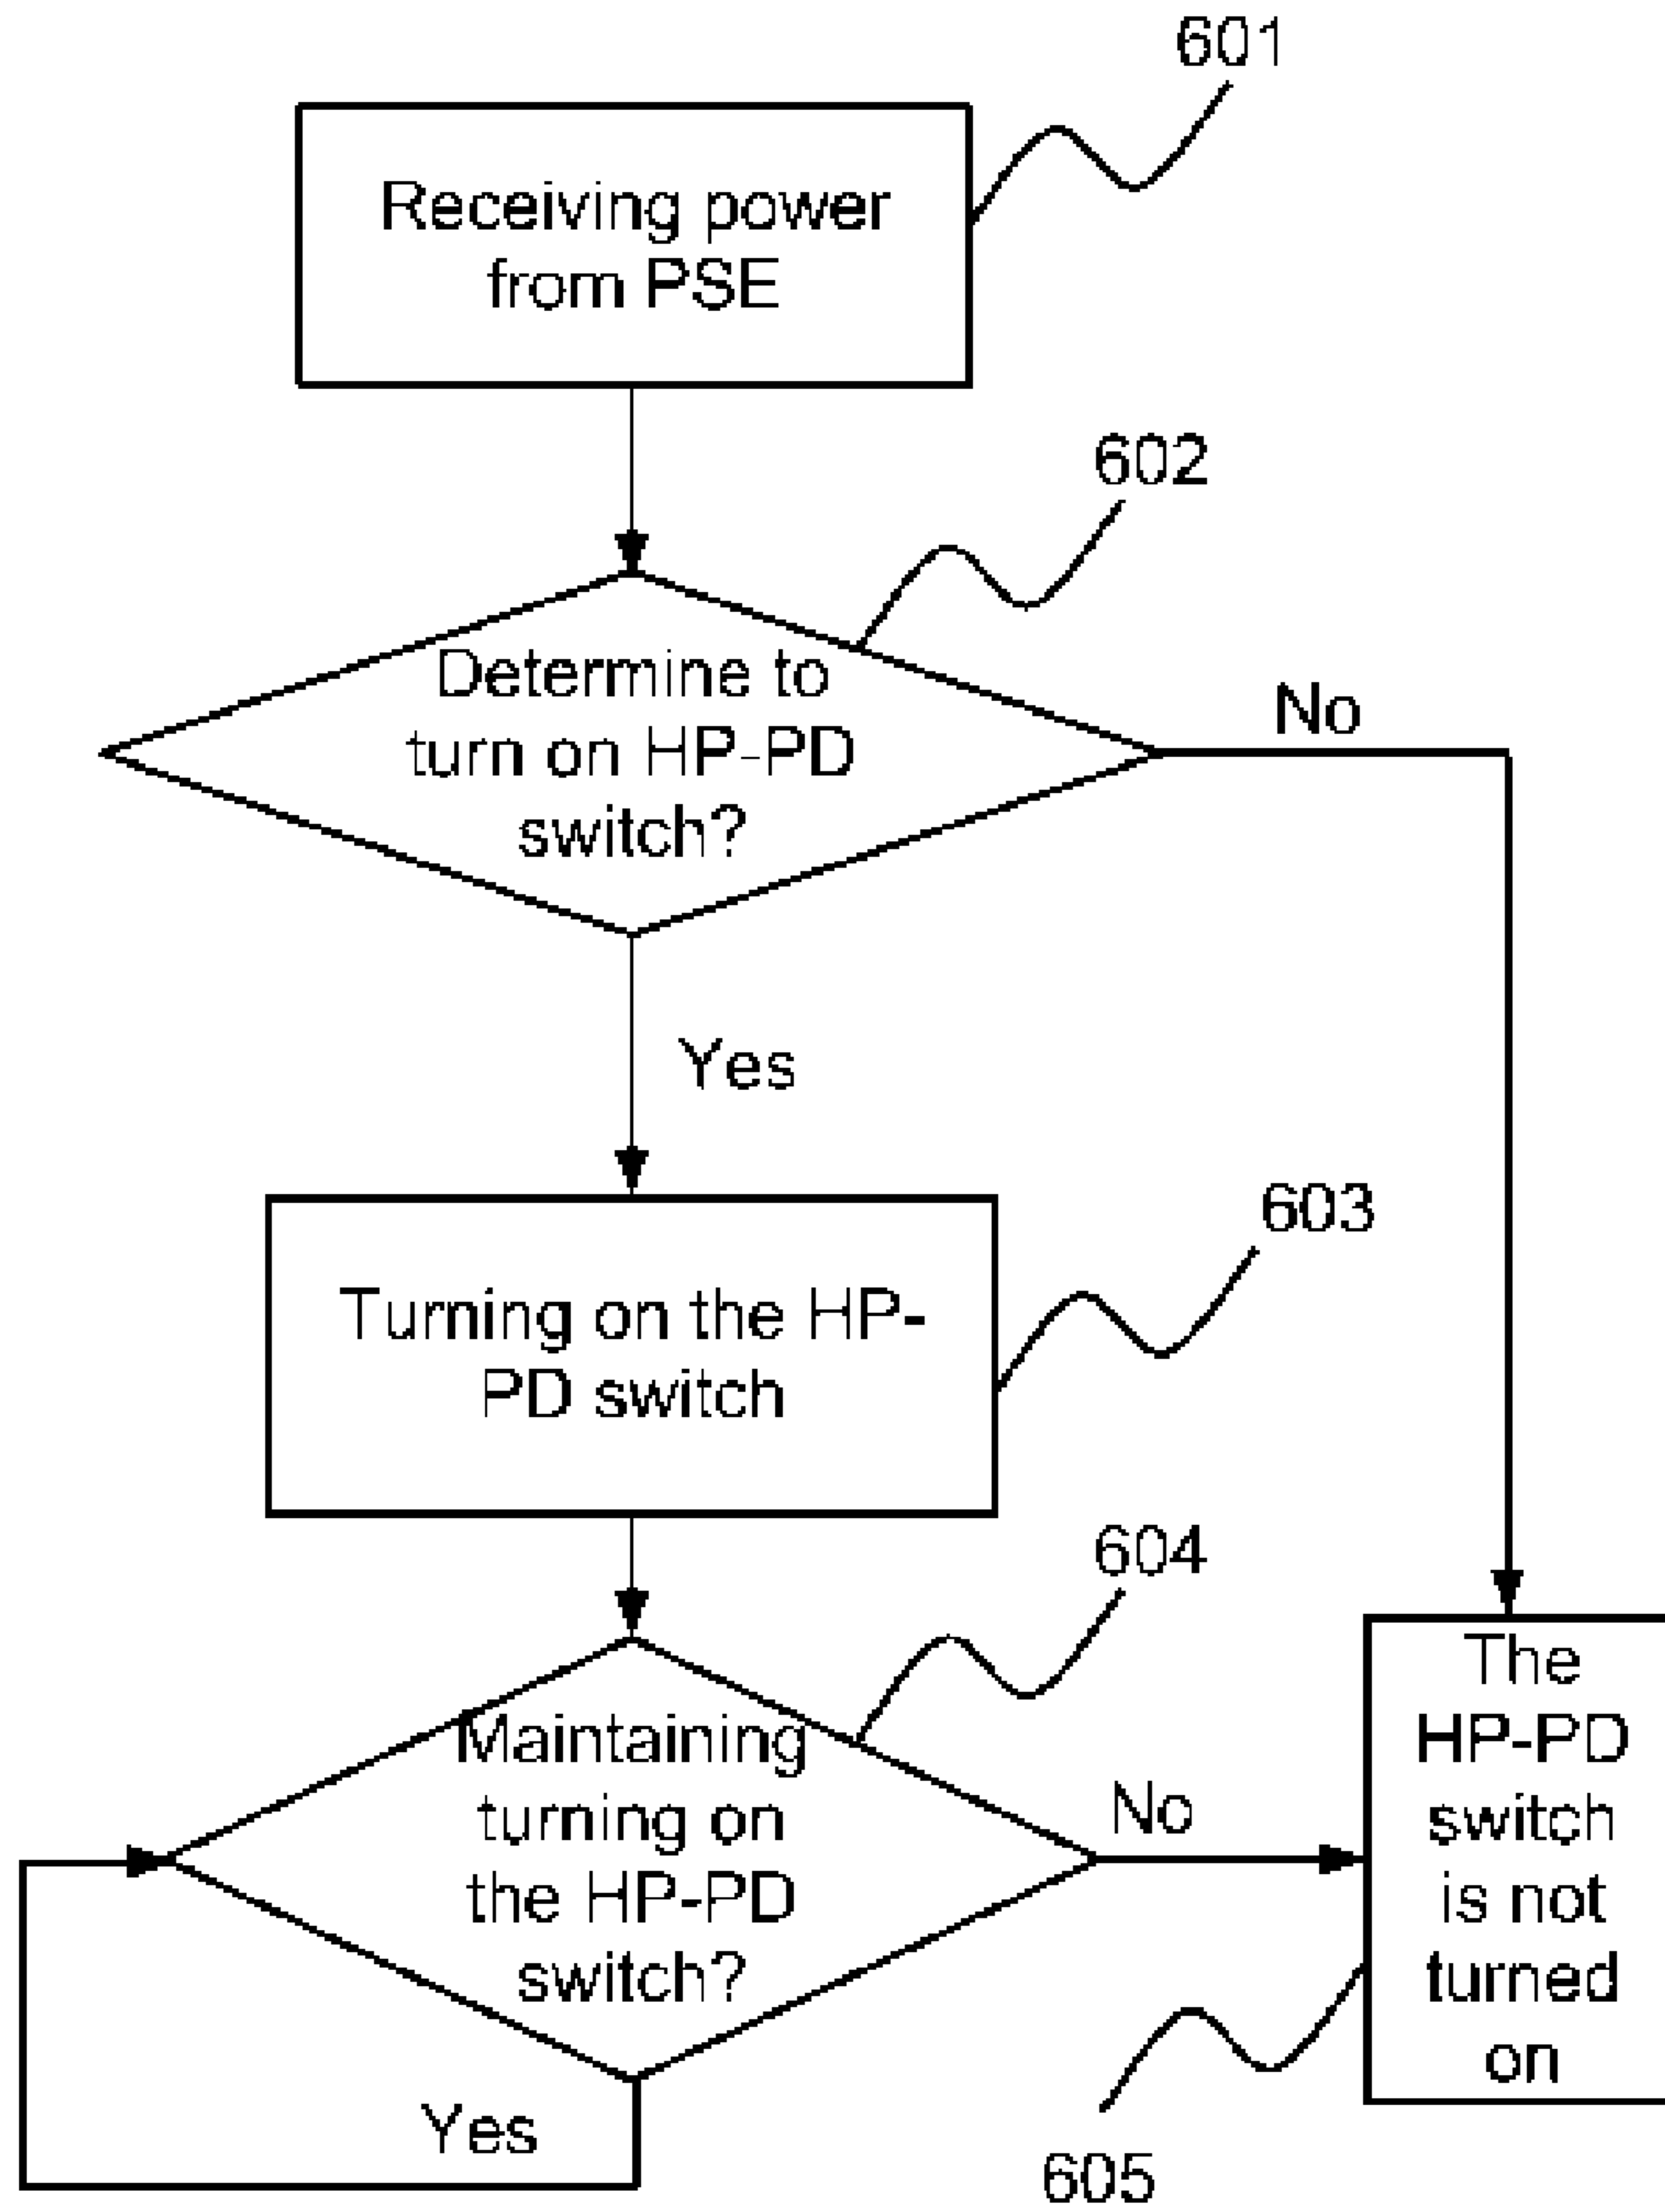 601
Receiving power
from PSE
602
Determine to
turn on HP-PD
switch?
No
Yes
603
Turning on the HP-
PD switch
604
Maintaining
turning on
the HP-PD
switch?
No
Yes
The
HP-PD
switch
is not
turned
on
605